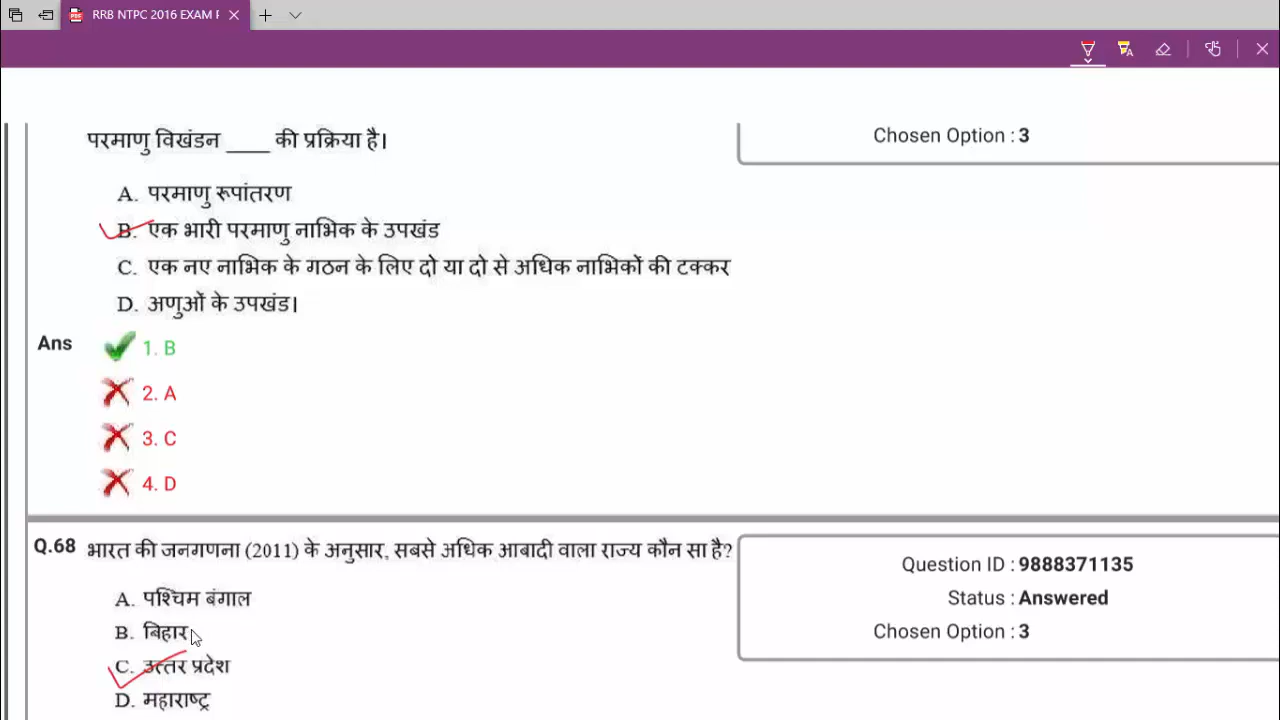 RRB NTPC 2016 EXAM F
परमाणु विखंडन ____ की प्रक्रिया है।
Chosen Option : 3
A. परमाणु रूपांतरण
B. एक भारी परमाणु नाभिक के उपखंड
C. एक नए नाभिक के गठन के लिए दो या दो से अधिक नाभिकों की टक्कर
D. अणुओं के उपखंड।
Ans
1. B
2. A
3. C
4. D
Q.68 भारत की जनगणना (2011) के अनुसार, सबसे अधिक आबादी वाला राज्य कौन सा है?
Question ID : 9888371135
Status : Answered
Chosen Option : 3
A. पश्चिम बंगाल
B. बिहार
C. उत्तर प्रदेश
D. महाराष्ट्र